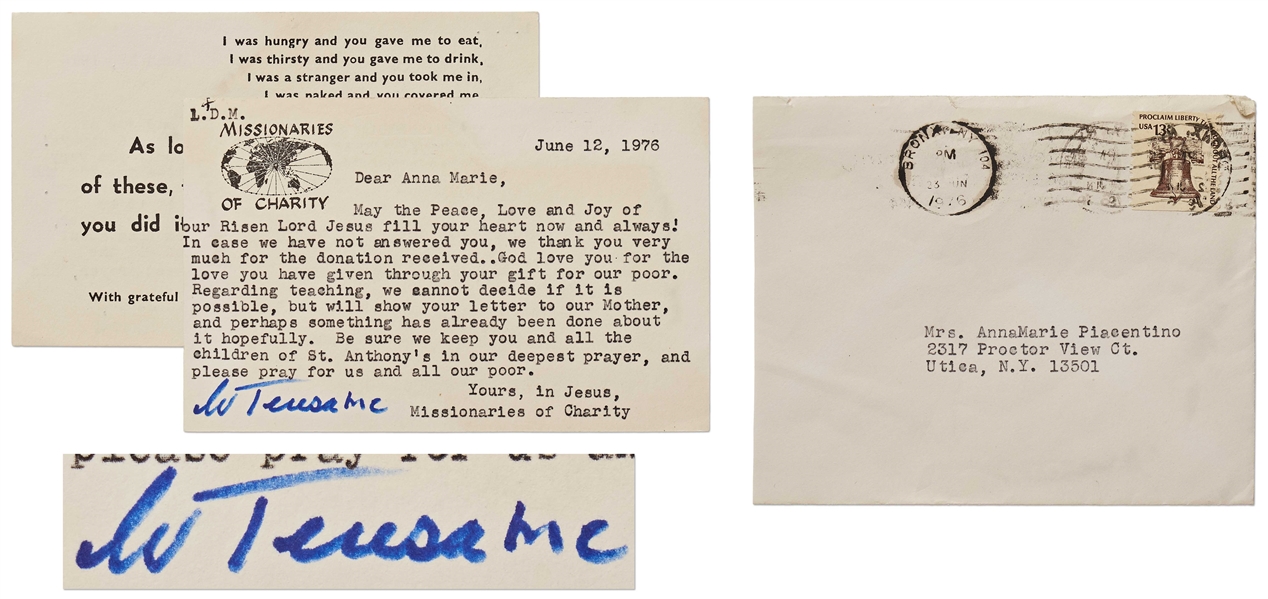 I was hungry and you gave me to eat,
I was thirsty and you gave me to drink,
I was a stranger and you took me in,
I was naked and you covered me
As lo
of these,
you did it
With grateful
L.D.M.
MISSIONARIES
OF CHARITY
June 12, 1976
Dear Anna Marie,
May the Peace, Love and Joy of
our Risen Lord Jesus fill your heart now and always!
In case we have not answered you, we thank you very
much for the donation received..God love you for the
love you have given through your gift for our poor.
Regarding teaching, we cannot decide if it is
possible, but will show your letter to our Mother,
and perhaps something has already been done about
it hopefully. Be sure we keep you and all the
children of St. Anthony's in our deepest prayer, and
please pray for us and all our poor.
Yours, in Jesus,
Missionaries of Charity
M Teresa mc
please pray for us a
M Teresa mc
BRONX, NY 104
PM
23 JUN
1976
PROCLAIM LIBERTY
USA 13c
Mrs. AnnaMarie Piacentino
2317 Proctor View Ct.
Utica, N.Y. 13501